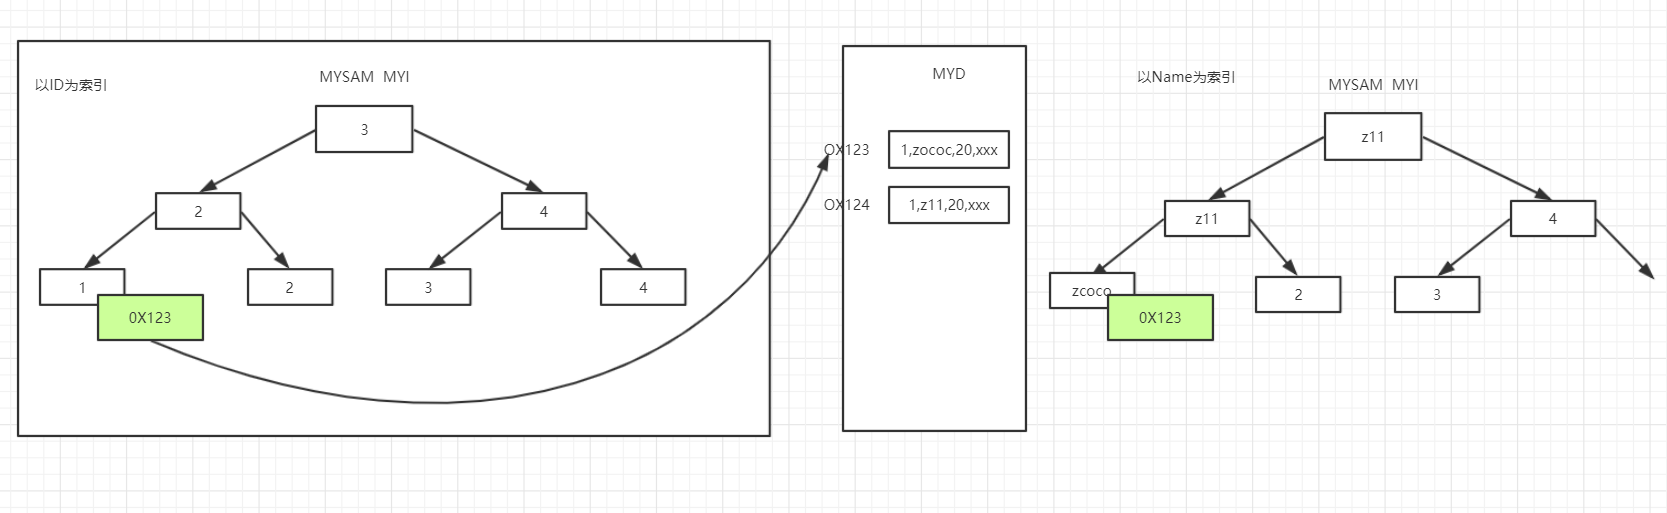 以ID为索引
MYSAM  MYI
3
2
4
1
2
3
4
0X123
MYD
OX123
1,zococ,20,xxx
OX124
1,z11,20,xxx
以Name为索引
MYSAM  MYI
z11
z11
4
zcoco
2
3
0X123